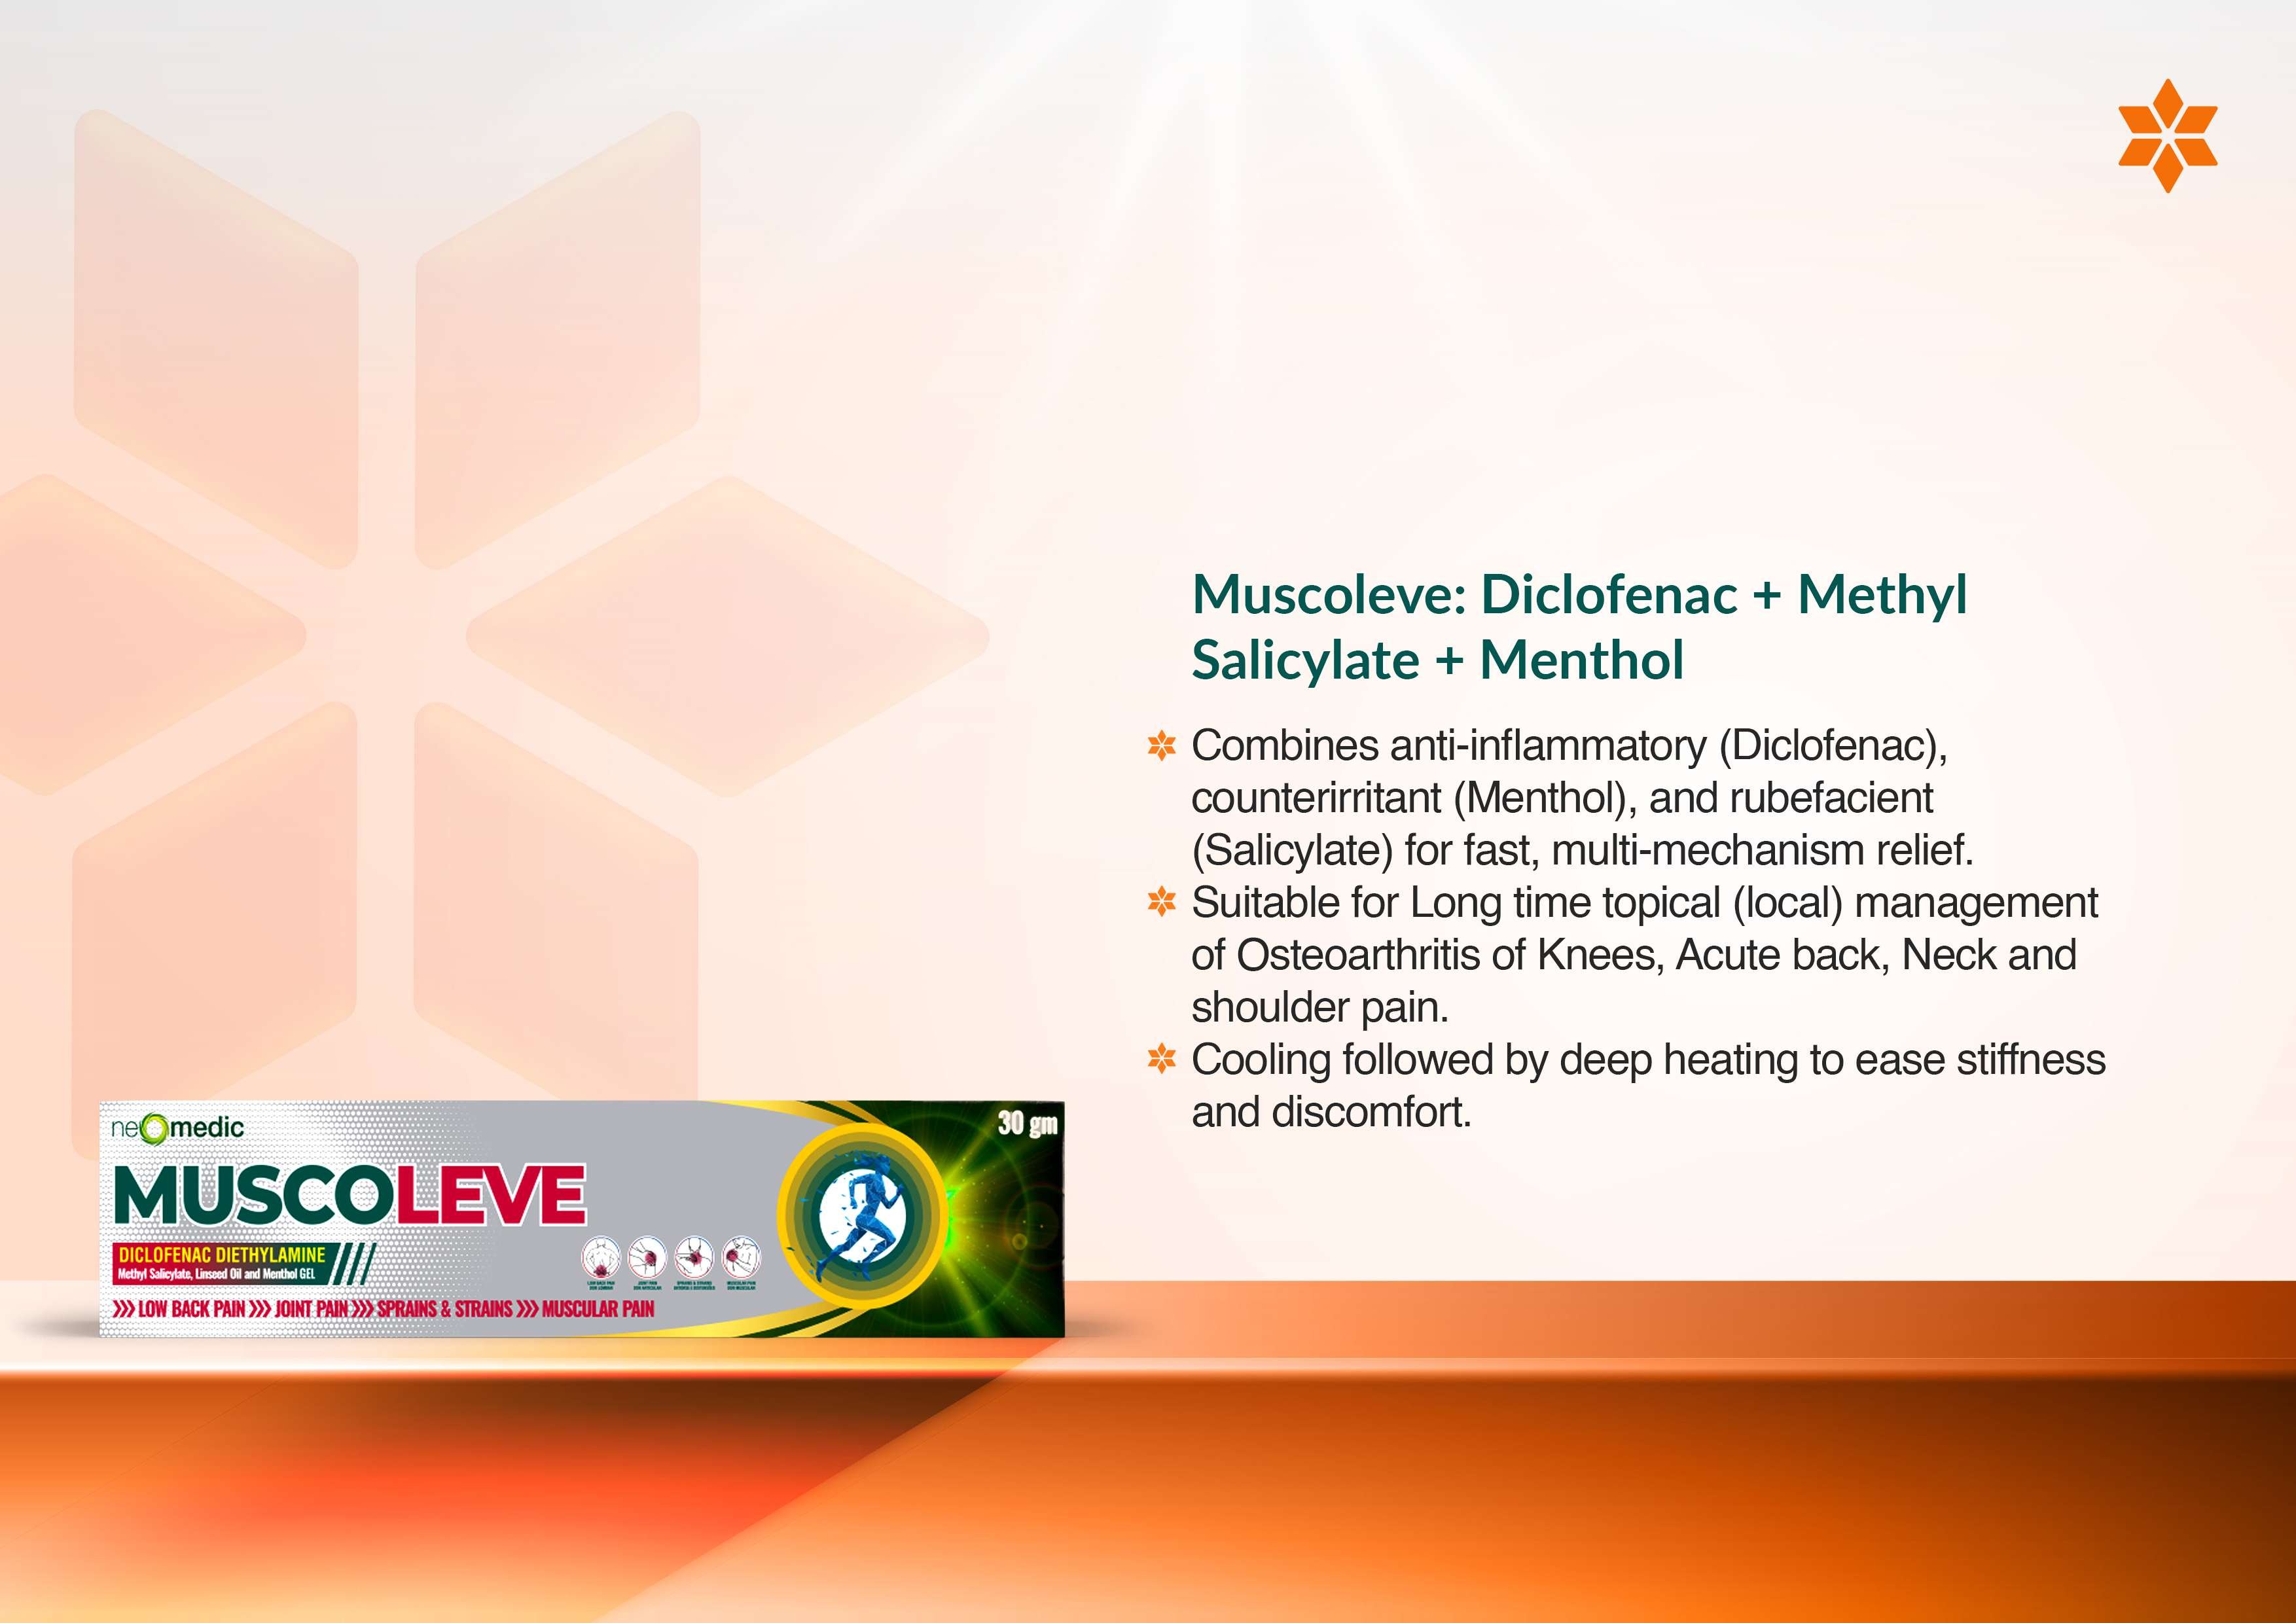 Muscoleve: Diclofenac + Methyl
Salicylate + Menthol
Combines anti-inflammatory (Diclofenac),
counterirritant (Menthol), and rubefacient
(Salicylate) for fast, multi-mechanism relief.
Suitable for Long time topical (local) management
of Osteoarthritis of Knees, Acute back, Neck and
shoulder pain.
Cooling followed by deep heating to ease stiffness
and discomfort.
neomedic
30 gm
MUSCOLEVE
DICLOFENAC DIETHYLAMINE
Methyl Salicylate, Linseed Oil and Menthol GEL
LOW BACK PAIN JOINT PAIN SPRAINS & STRAINS MUSCULAR PAIN